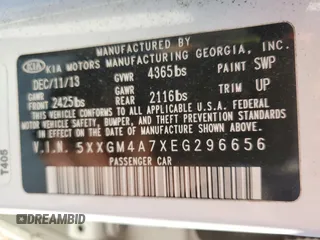 MANUFACTURED BY
KIA KIA MOTORS MANUFACTURING GEORGIA, INC.
DEC/11/13 GVWR 4365lbs PAINT SWP
GAWR FRONT 2425lbs GAWR REAR 2116lbs TRIM UP
THIS VEHICLE CONFORMS TO ALL APPLICABLE FEDERAL
MOTOR VEHICLE SAFETY, BUMPER, AND THEFT PREVENTION
STANDARDS IN EFFECT ON THE DATE OF MANUFACTURE
SHOWN ABOVE.
V.I.N. 5XXGM4A7XEG296656
PASSENGER CAR
T405
DREAMBID